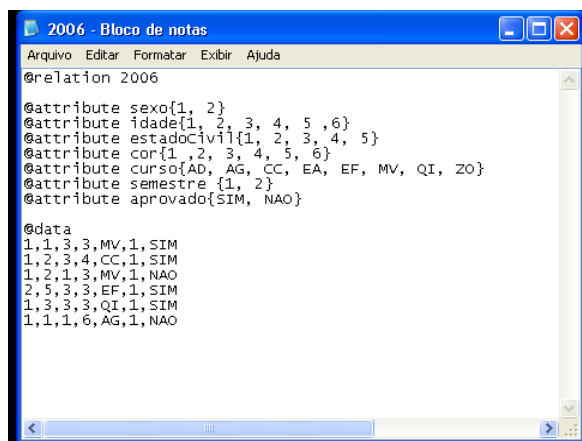 2006 - Bloco de notas
Arquivo Editar Formatar Exibir Ajuda
@relation 2006
@attribute sexo{1, 2}
@attribute idade{1, 2, 3, 4, 5 ,6}
@attribute estadoCivil{1, 2, 3, 4, 5}
@attribute cor{1 ,2, 3, 4, 5, 6}
@attribute curso{AD, AG, CC, EA, EF, MV, QI, ZO}
@attribute semestre {1, 2}
@attribute aprovado{SIM, NAO}
@data
1,1,3,3,MV,1,SIM
1,2,3,4,CC,1,SIM
1,2,1,3,MV,1,NAO
2,5,3,3,EF,1,SIM
1,3,3,3,QI,1,SIM
1,1,1,6,AG,1,NAO